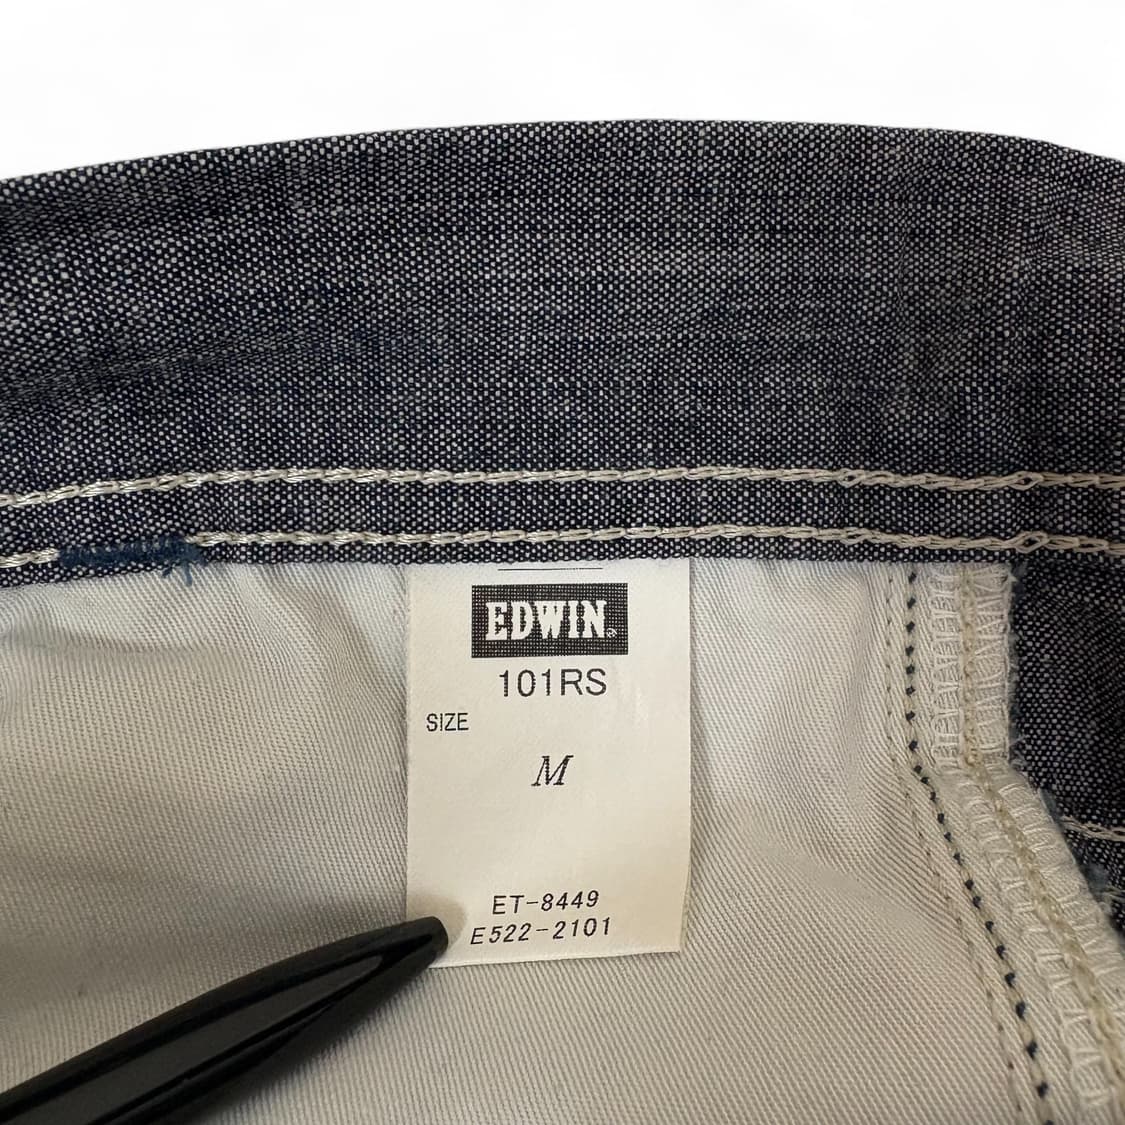 EDWIN®
101RS
SIZE
M
ET-8449
E522-2101